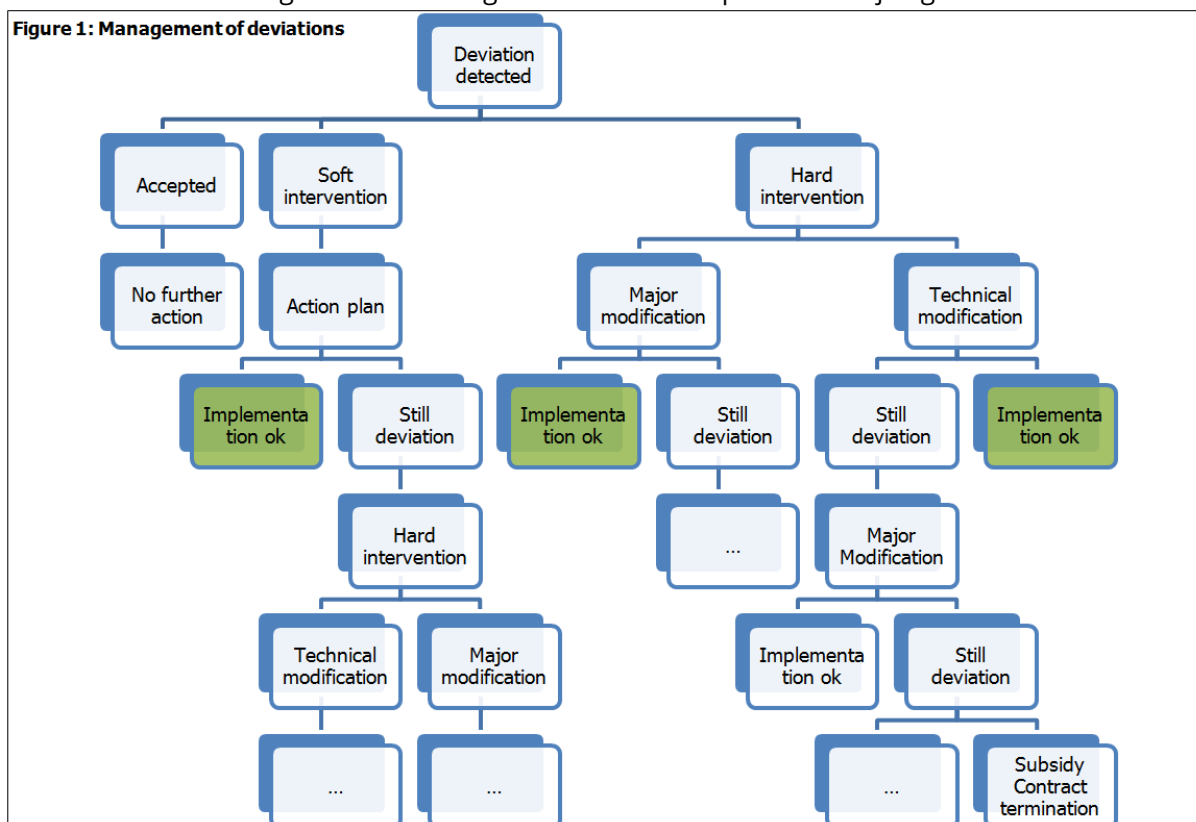 Figure 1: Management of deviations
Deviation
detected
Accepted
Soft
intervention
Hard
intervention
No further
action
Action plan
Major
modification
Technical
modification
Implementa
tion ok
Still
deviation
Implementa
tion ok
Still
deviation
Still
deviation
Implementa
tion ok
Hard
intervention
...
Major
Modification
Technical
modification
Major
modification
Implementa
tion ok
Still
deviation
...
...
...
Subsidy
Contract
termination